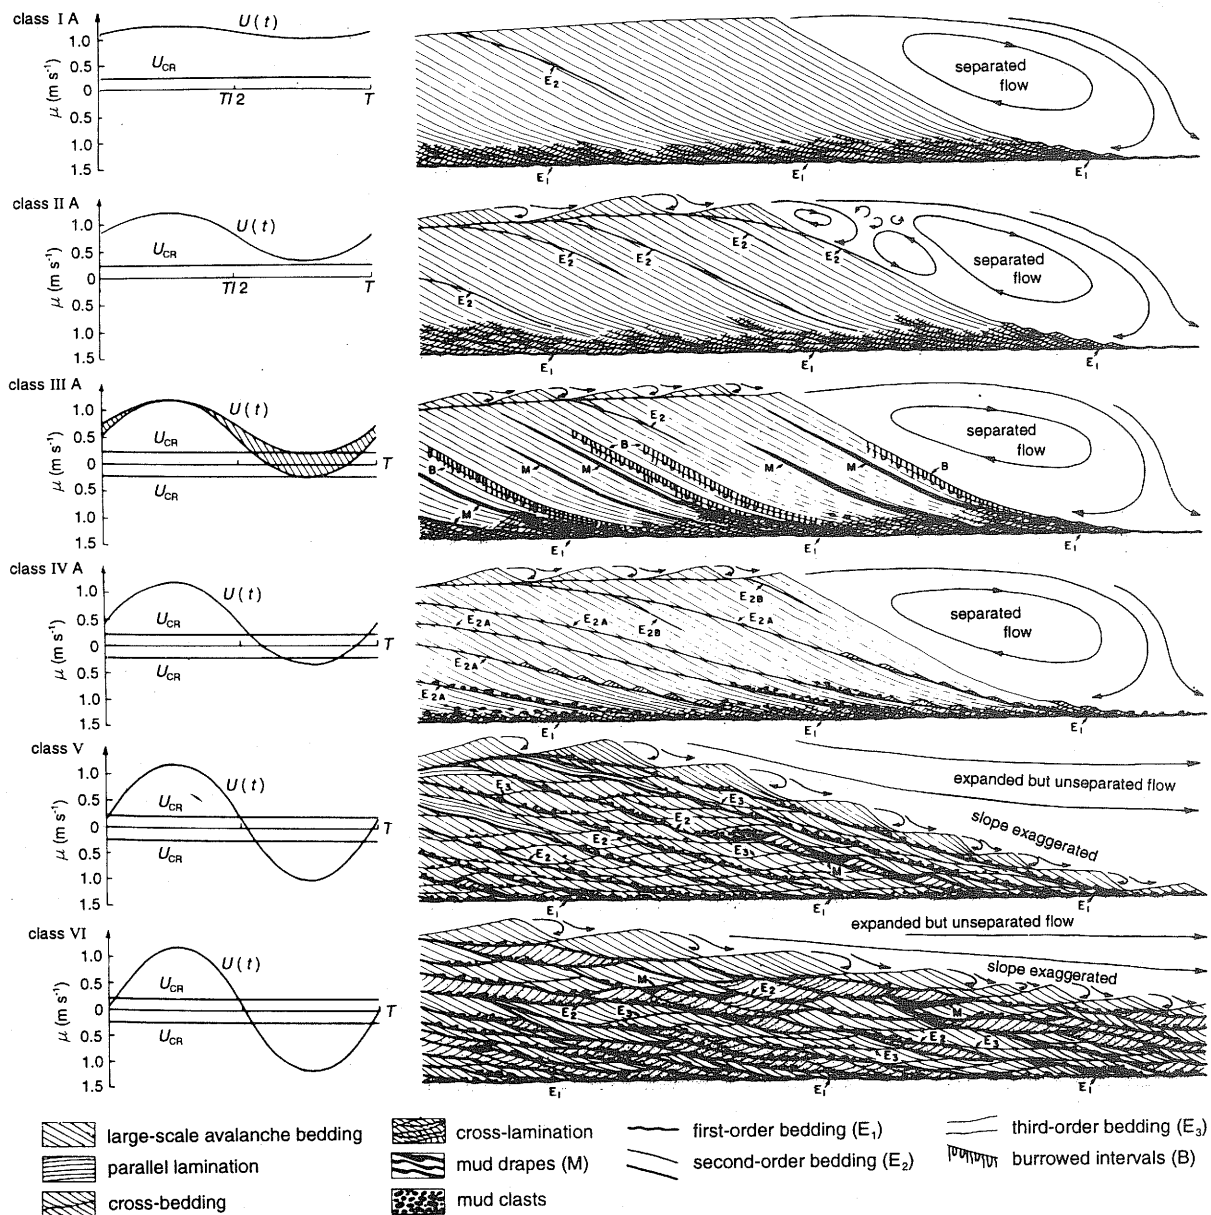 class I A
U(t)
1.0
U_CR
0.5
μ (m s⁻¹)
0
T/2
T
0.5
1.0
1.5
E₂
separated
flow
E₁
E₁
E₁
class II A
1.0
U(t)
0.5
U_CR
μ (m s⁻¹)
0
T/2
T
0.5
1.0
1.5
E₂
E₂
E₂
E₂
E₂
separated
flow
E₁
E₁
E₁
class III A
1.0
U(t)
0.5
U_CR
μ (m s⁻¹)
0
T
U_CR
0.5
1.0
1.5
E₂
B
B
M
M
M
M
B
M
separated
flow
E₁
E₁
E₁
class IV A
1.0
U(t)
0.5
U_CR
μ (m s⁻¹)
0
T
U_CR
0.5
1.0
1.5
E₂B
E₂A
E₂A
E₂B
E₂A
E₂A
E₂A
separated
flow
E₁
E₁
E₁
class V
1.0
U(t)
0.5
U_CR
μ (m s⁻¹)
0
T
U_CR
0.5
1.0
1.5
E₃
E₃
E₂
E₂
E₃
E₂
M
expanded but unseparated flow
slope exaggerated
E₁
E₁
E₁
class VI
1.0
U(t)
0.5
U_CR
μ (m s⁻¹)
0
T
U_CR
0.5
1.0
1.5
expanded but unseparated flow
slope exaggerated
M
E₂
E₂
E₃
M
E₂
E₃
E₃
E₁
E₁
E₁
large-scale avalanche bedding
parallel lamination
cross-bedding
cross-lamination
mud drapes (M)
mud clasts
first-order bedding (E₁)
second-order bedding (E₂)
third-order bedding (E₃)
burrowed intervals (B)